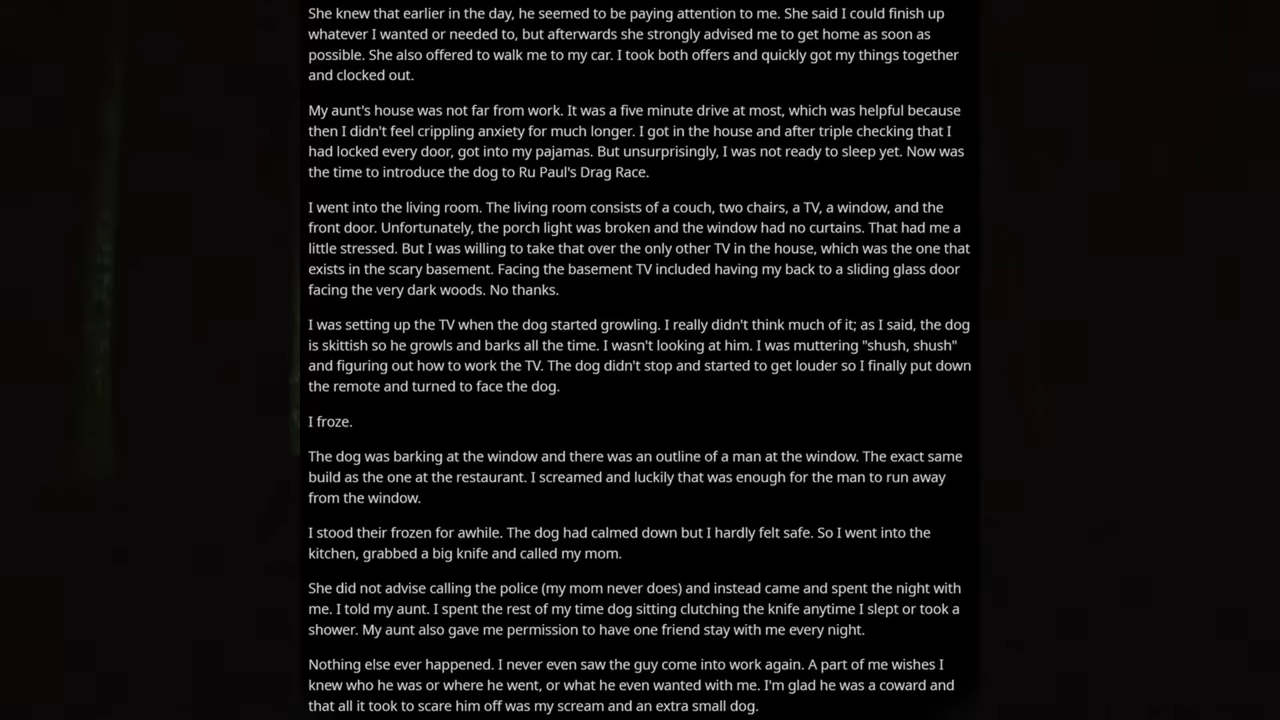 She knew that earlier in the day, he seemed to be paying attention to me. She said I could finish up
whatever I wanted or needed to, but afterwards she strongly advised me to get home as soon as
possible. She also offered to walk me to my car. I took both offers and quickly got my things together
and clocked out.
My aunt's house was not far from work. It was a five minute drive at most, which was helpful because
then I didn't feel crippling anxiety for much longer. I got in the house and after triple checking that I
had locked every door, got into my pajamas. But unsurprisingly, I was not ready to sleep yet. Now was
the time to introduce the dog to Ru Paul's Drag Race.
I went into the living room. The living room consists of a couch, two chairs, a TV, a window, and the
front door. Unfortunately, the porch light was broken and the window had no curtains. That had me a
little stressed. But I was willing to take that over the only other TV in the house, which was the one that
exists in the scary basement. Facing the basement TV included having my back to a sliding glass door
facing the very dark woods. No thanks.
I was setting up the TV when the dog started growling. I really didn't think much of it; as I said, the dog
is skittish so he growls and barks all the time. I wasn't looking at him. I was muttering "shush, shush"
and figuring out how to work the TV. The dog didn't stop and started to get louder so I finally put down
the remote and turned to face the dog.
I froze.
The dog was barking at the window and there was an outline of a man at the window. The exact same
build as the one at the restaurant. I screamed and luckily that was enough for the man to run away
from the window.
I stood their frozen for awhile. The dog had calmed down but I hardly felt safe. So I went into the
kitchen, grabbed a big knife and called my mom.
She did not advise calling the police (my mom never does) and instead came and spent the night with
me. I told my aunt. I spent the rest of my time dog sitting clutching the knife anytime I slept or took a
shower. My aunt also gave me permission to have one friend stay with me every night.
Nothing else ever happened. I never even saw the guy come into work again. A part of me wishes I
knew who he was or where he went, or what he even wanted with me. I'm glad he was a coward and
that all it took to scare him off was my scream and an extra small dog.